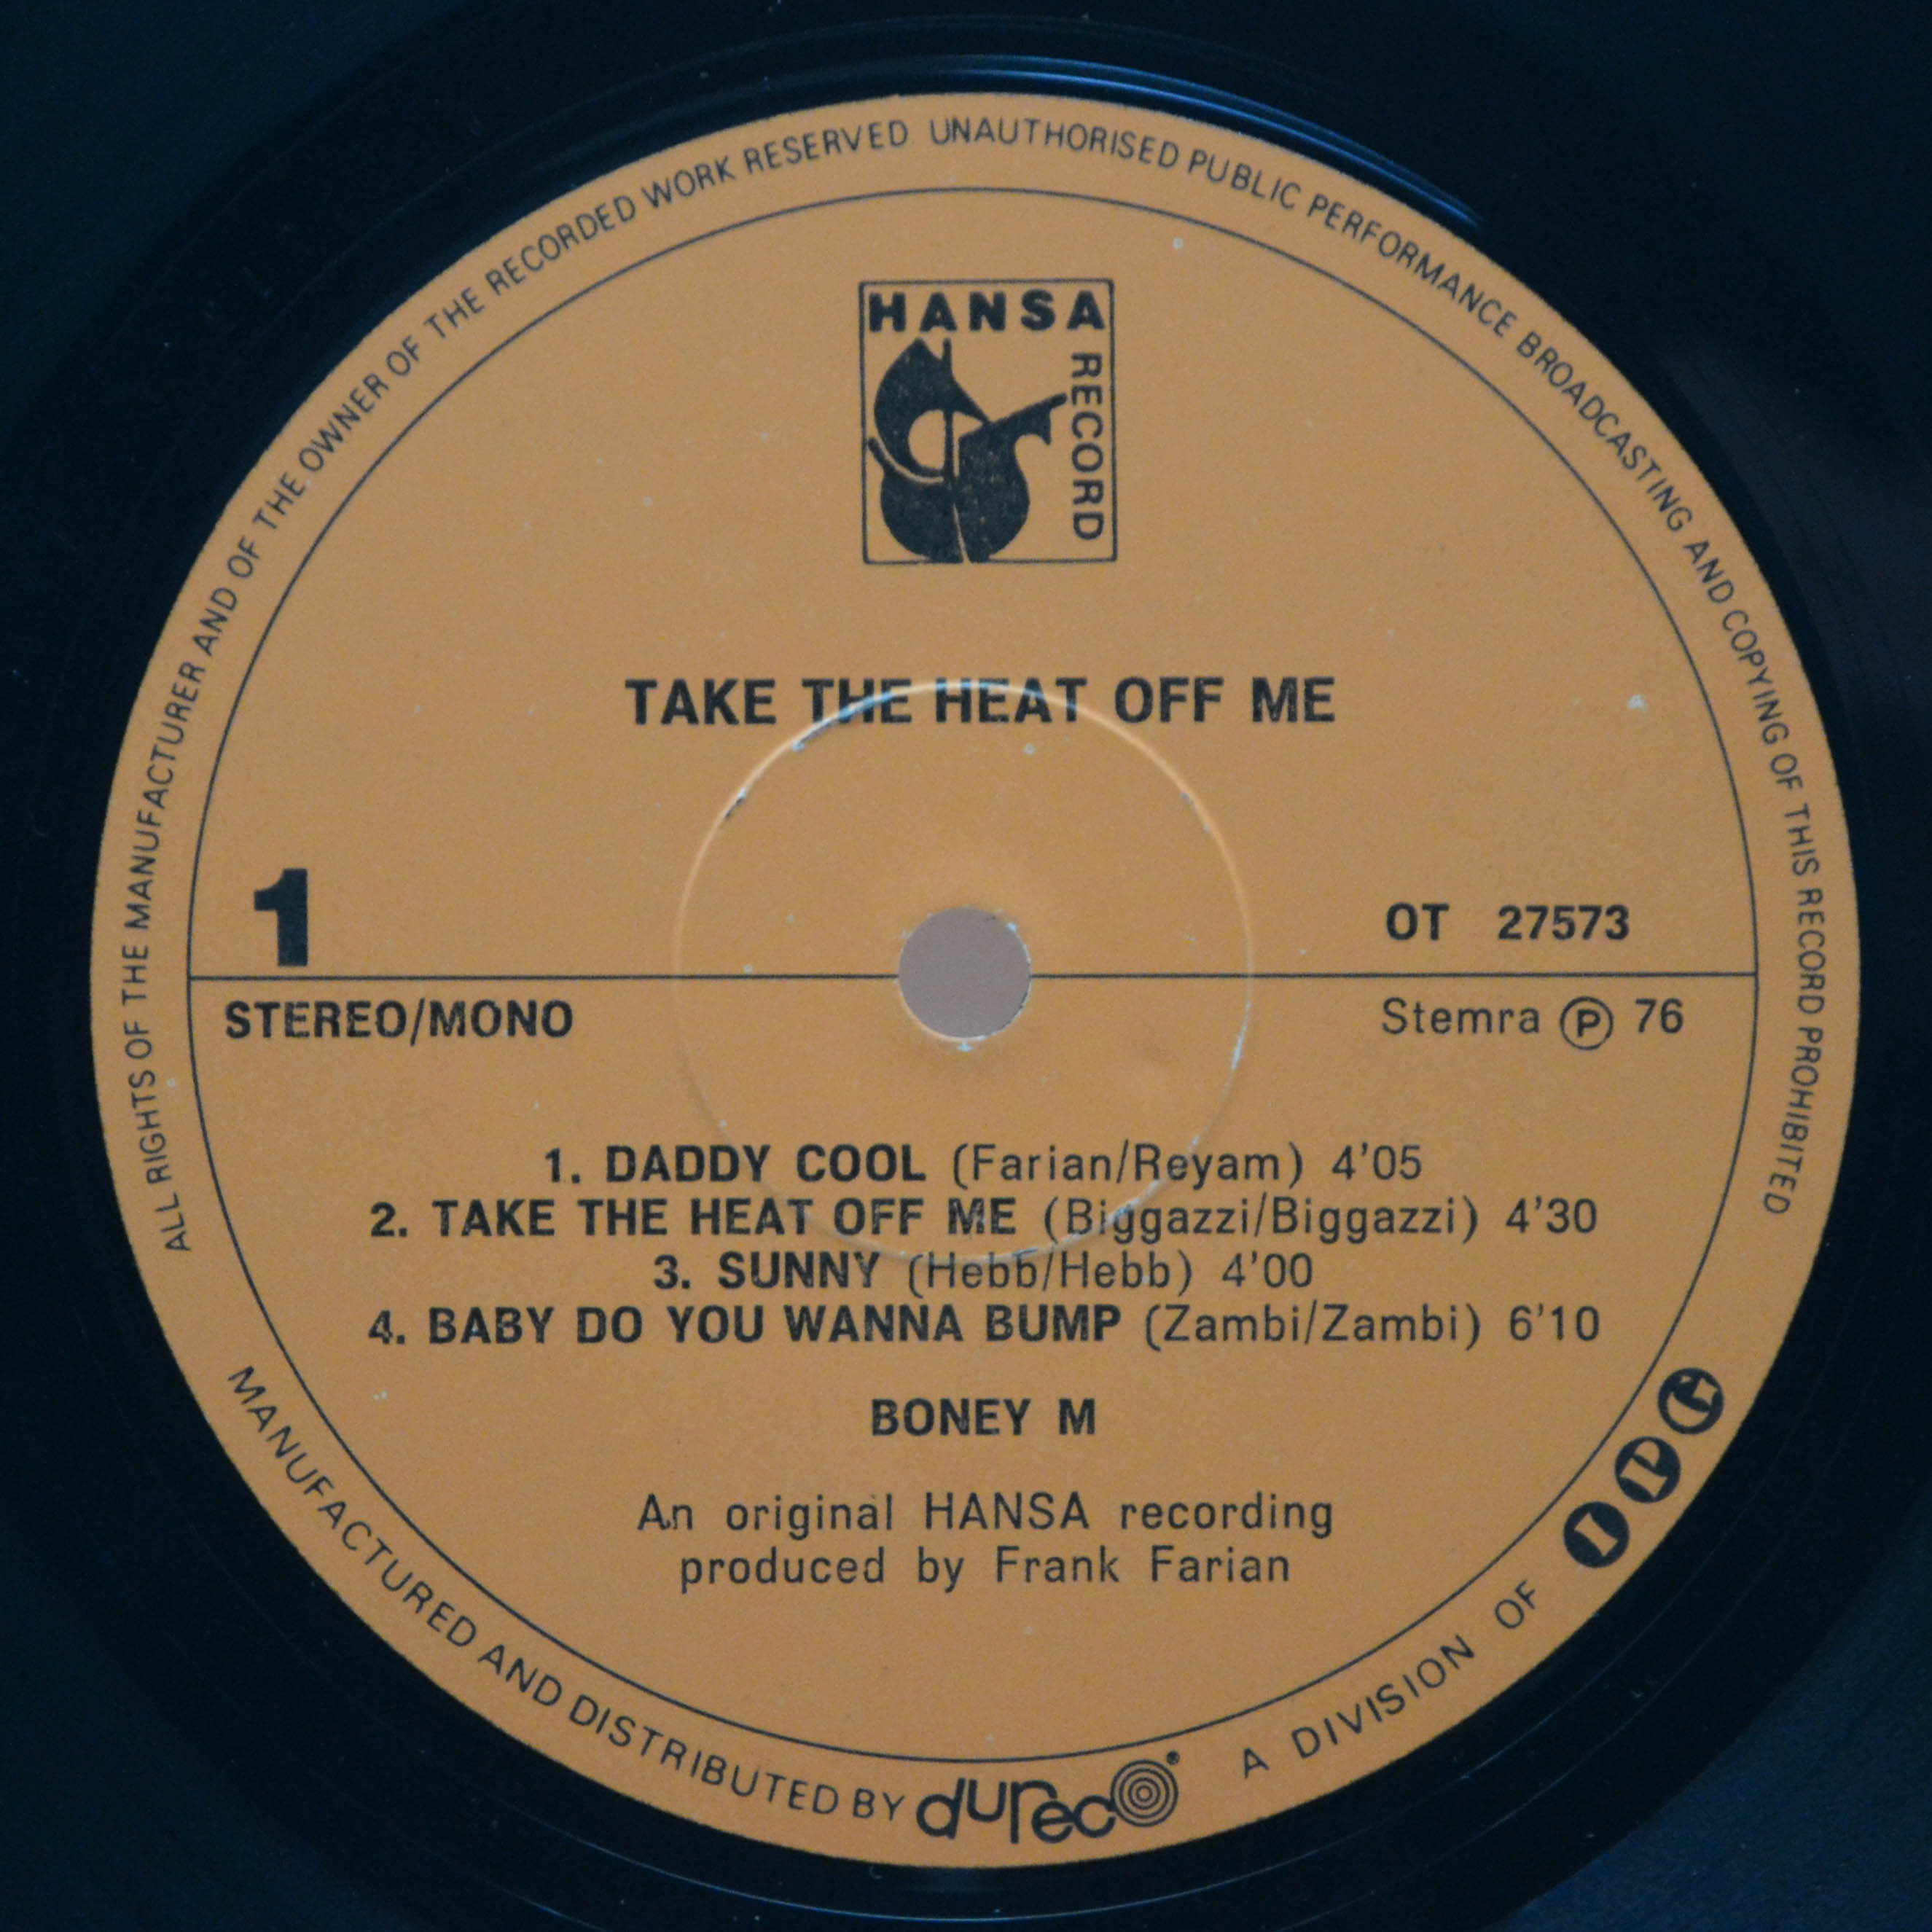 ALL RIGHTS OF THE MANUFACTURER AND OF THE OWNER OF THE RECORDED WORK RESERVED. UNAUTHORISED PUBLIC PERFORMANCE BROADCASTING AND COPYING OF THIS RECORD PROHIBITED
HANSA
RECORD
TAKE THE HEAT OFF ME
1
OT 27573
STEREO/MONO
Stemra ℗ 76
1. DADDY COOL (Farian/Reyam) 4'05
2. TAKE THE HEAT OFF ME (Biggazzi/Biggazzi) 4'30
3. SUNNY (Hebb/Hebb) 4'00
4. BABY DO YOU WANNA BUMP (Zambi/Zambi) 6'10
BONEY M
An original HANSA recording
produced by Frank Farian
MANUFACTURED AND DISTRIBUTED BY dureco A DIVISION OF IPG